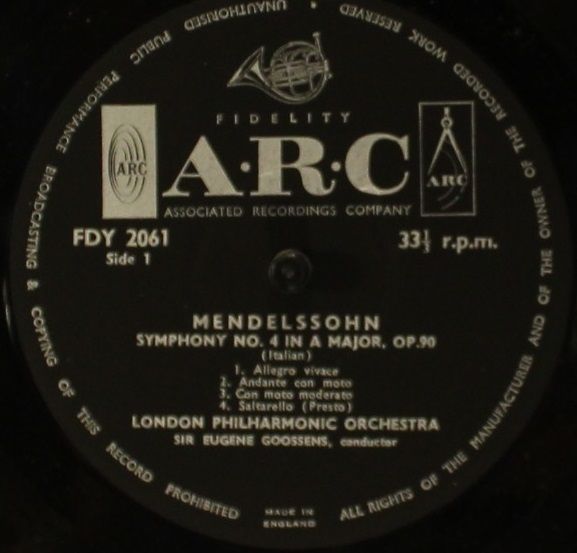 ALL RIGHTS OF THE MANUFACTURER AND OF THE OWNER OF THE RECORDED WORK RESERVED • UNAUTHORISED PUBLIC PERFORMANCE BROADCASTING & COPYING OF THIS RECORD PROHIBITED
FIDELITY
ARC
A·R·C
ARC
ASSOCIATED RECORDINGS COMPANY
FDY 2061
33⅓ r.p.m.
Side 1
MENDELSSOHN
SYMPHONY NO. 4 IN A MAJOR, OP.90
(Italian)
1. Allegro vivace
2. Andante con moto
3. Con moto moderato
4. Saltarello (Presto)
LONDON PHILHARMONIC ORCHESTRA
SIR EUGENE GOOSSENS, conductor
MADE IN
ENGLAND